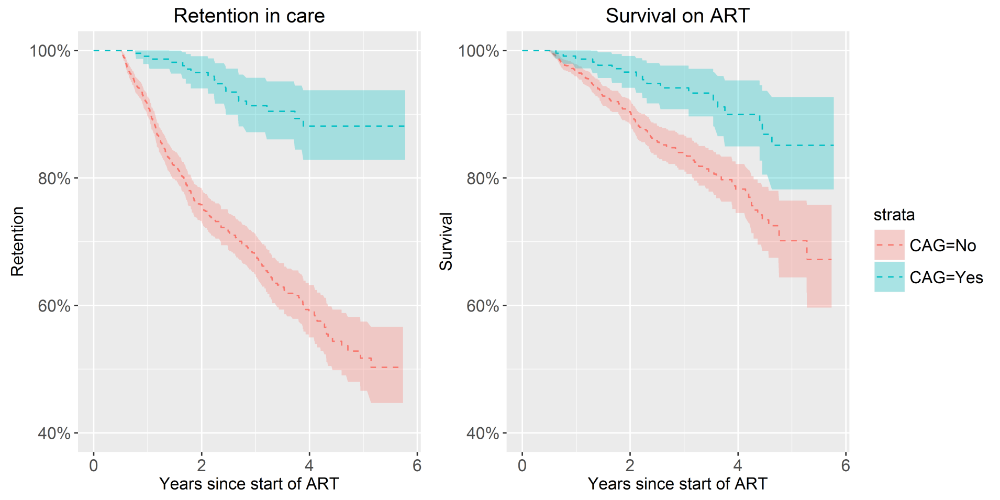 Retention in care
Retention
100%
80%
60%
40%
0 2 4 6
Years since start of ART
Survival on ART
Survival
100%
80%
60%
40%
0 2 4 6
Years since start of ART
strata
CAG=No
CAG=Yes